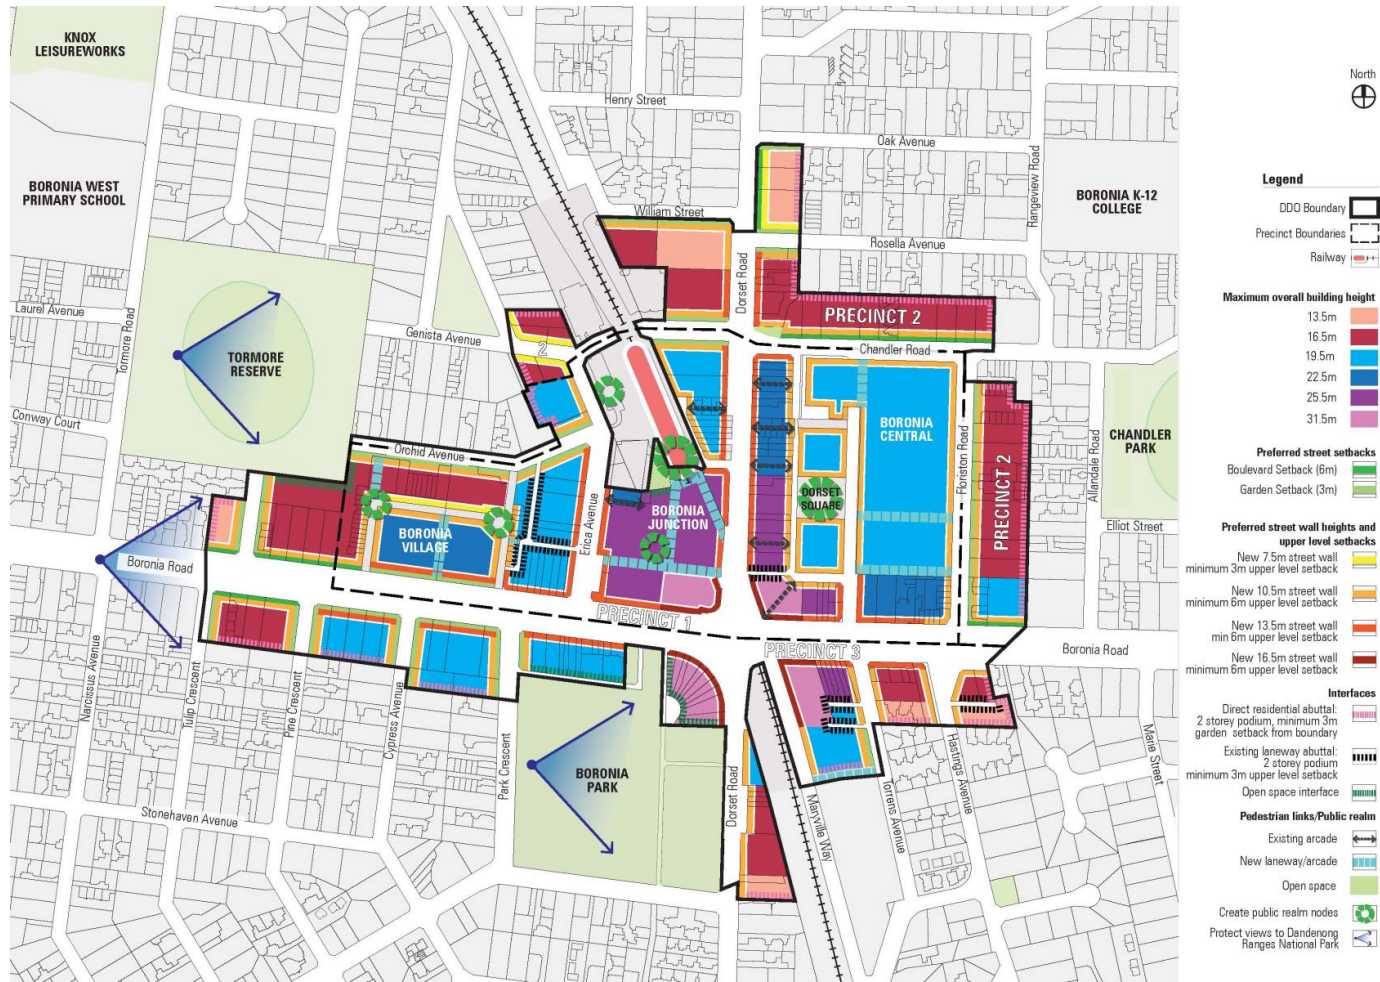 KNOX
LEISUREWORKS
Henry Street
Oak Avenue
Rangeview Road
BORONIA WEST
PRIMARY SCHOOL
BORONIA K-12
COLLEGE
William Street
Rosella Avenue
Dorset Road
Laurel Avenue
Tormore Road
TORMORE
RESERVE
Genista Avenue
2
PRECINCT 2
Chandler Road
Conway Court
Orchid Avenue
BORONIA
CENTRAL
Floriston Road
Allandale Road
CHANDLER
PARK
PRECINCT 2
DORSET
SQUARE
BORONIA
JUNCTION
Erica Avenue
BORONIA
VILLAGE
Elliot Street
Boronia Road
PRECINCT 1
PRECINCT 3
Boronia Road
Narcissus Avenue
Tulip Crescent
Pine Crescent
Cypress Avenue
Park Crescent
BORONIA
PARK
Dorset Road
Maryville Way
Torrens Avenue
Hastings Avenue
Marie Street
Stonehaven Avenue
North
Legend
DDO Boundary
Precinct Boundaries
Railway
Maximum overall building height
13.5m
16.5m
19.5m
22.5m
25.5m
31.5m
Preferred street setbacks
Boulevard Setback (6m)
Garden Setback (3m)
Preferred street wall heights and
upper level setbacks
New 7.5m street wall
minimum 3m upper level setback
New 10.5m street wall
minimum 6m upper level setback
New 13.5m street wall
min 6m upper level setback
New 16.5m street wall
minimum 6m upper level setback
Interfaces
Direct residential abuttal:
2 storey podium, minimum 3m
garden setback from boundary
Existing laneway abuttal:
2 storey podium
minimum 3m upper level setback
Open space interface
Pedestrian links/Public realm
Existing arcade
New laneway/arcade
Open space
Create public realm nodes
Protect views to Dandenong
Ranges National Park